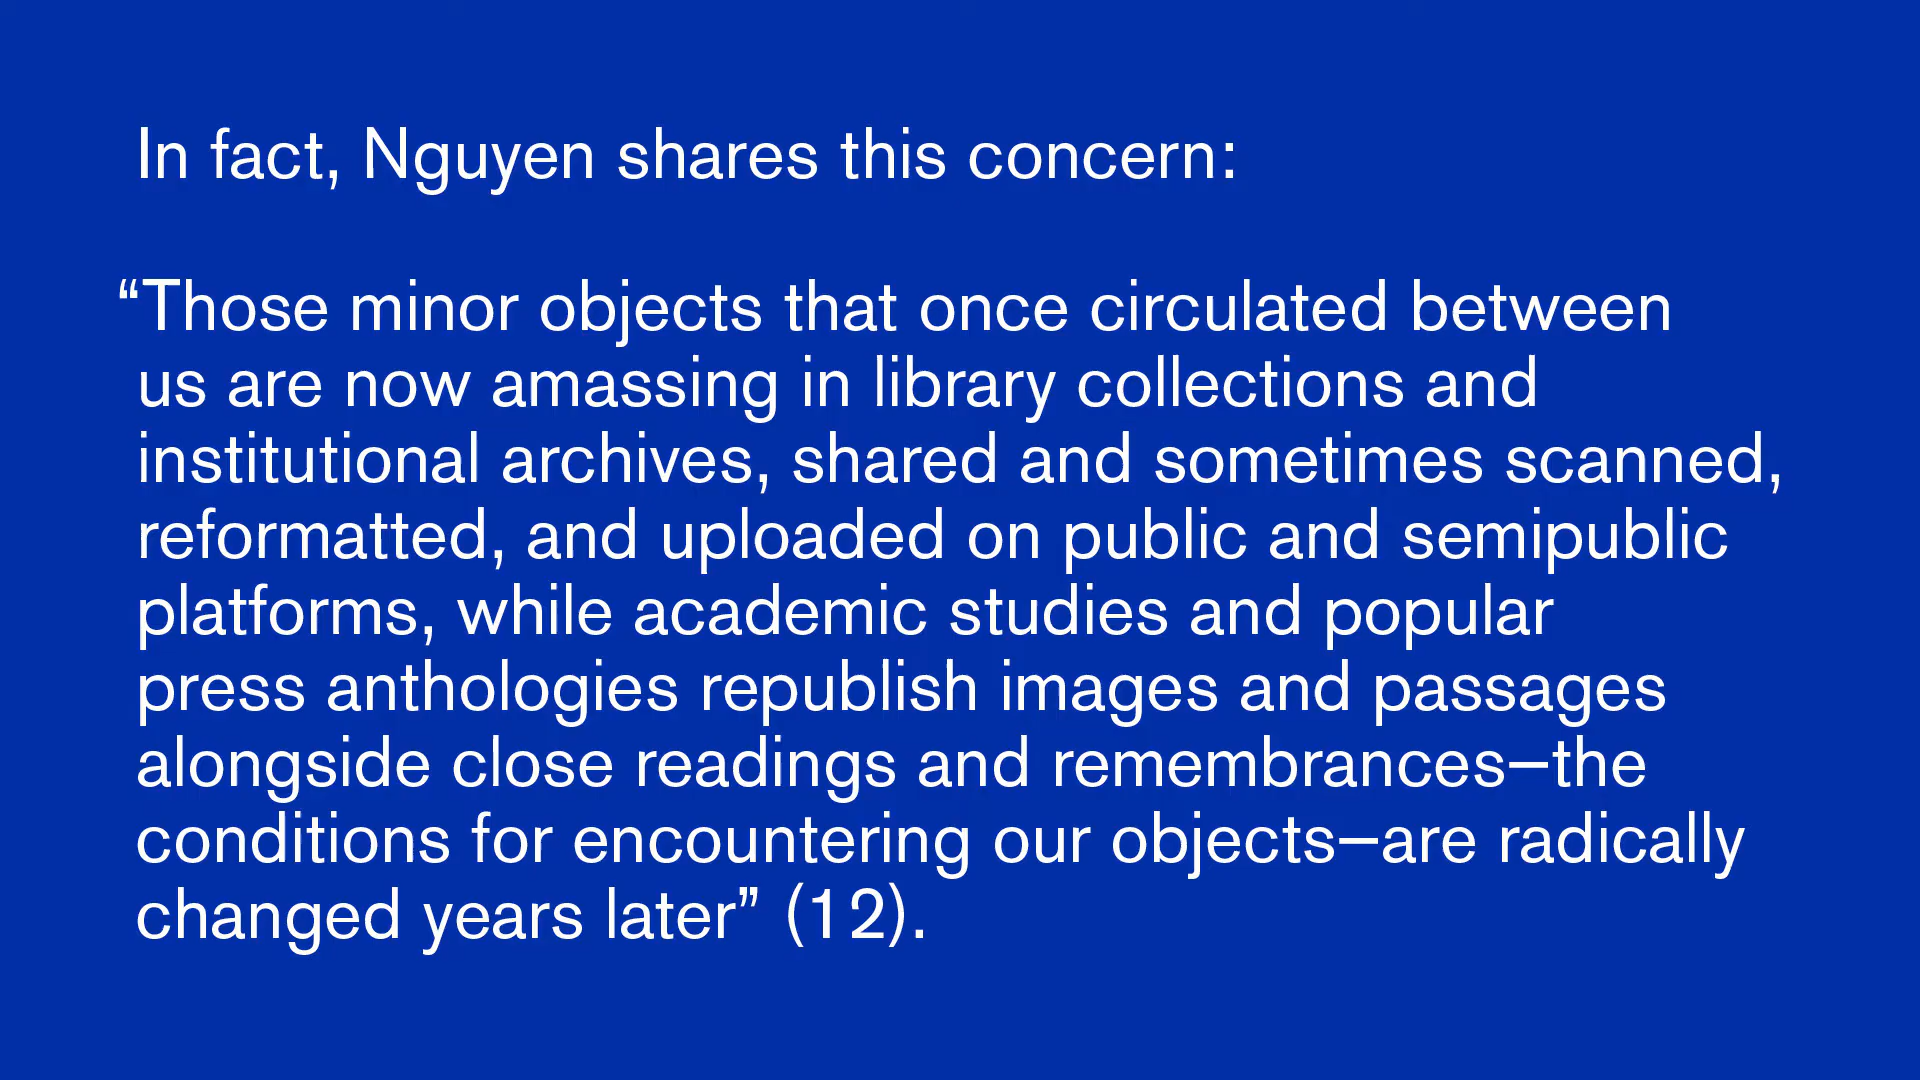 In fact, Nguyen shares this concern:
“Those minor objects that once circulated between
us are now amassing in library collections and
institutional archives, shared and sometimes scanned,
reformatted, and uploaded on public and semipublic
platforms, while academic studies and popular
press anthologies republish images and passages
alongside close readings and remembrances—the
conditions for encountering our objects—are radically
changed years later” (12).